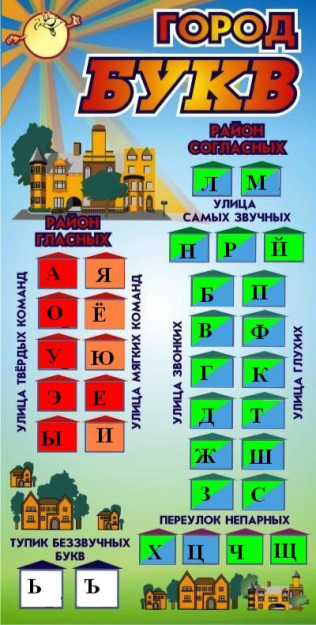 ГОРОД
БУКВ
РАЙОН
СОГЛАСНЫХ
Л М
УЛИЦА
САМЫХ ЗВУЧНЫХ
Н Р Й
РАЙОН
ГЛАСНЫХ
УЛИЦА ТВЁРДЫХ КОМАНД
А Я
О Ё
У Ю
Э Е
Ы И
УЛИЦА МЯГКИХ КОМАНД
УЛИЦА ЗВОНКИХ
Б П
В Ф
Г К
Д Т
Ж Ш
З С
УЛИЦА ГЛУХИХ
ПЕРЕУЛОК НЕПАРНЫХ
Х Ц Ч Щ
ТУПИК БЕЗЗВУЧНЫХ
БУКВ
Ь Ъ